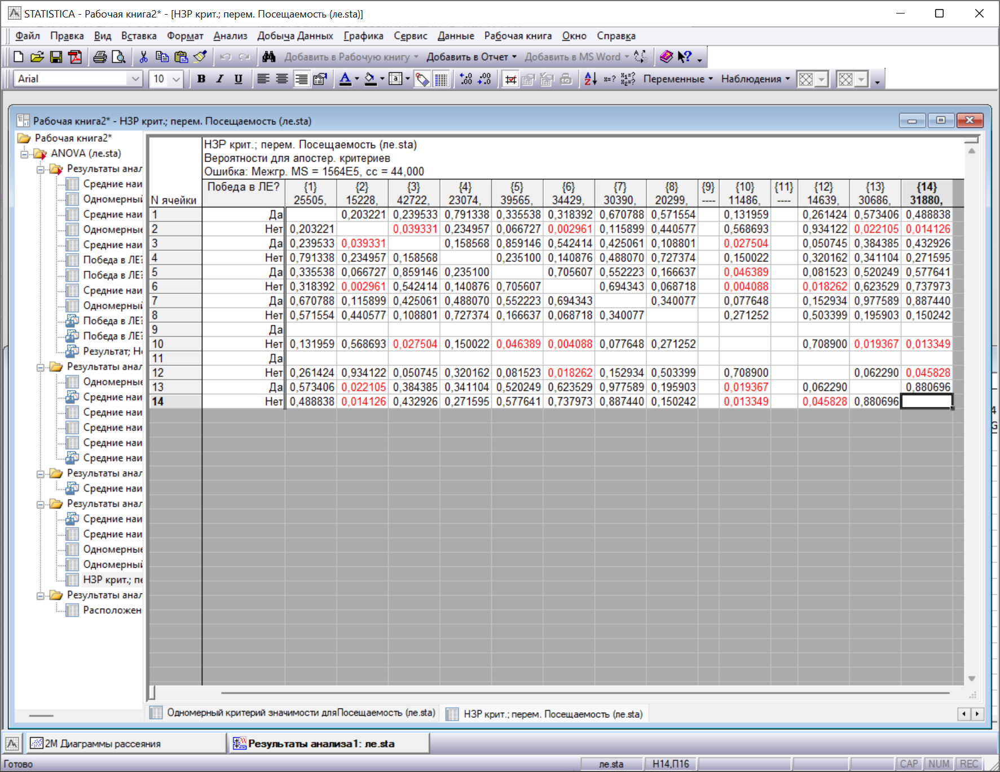 STATISTICA - Рабочая книга2* - [НЗР крит.; перем. Посещаемость (ле.sta)]
Файл Правка Вид Вставка Формат Анализ Добыча Данных Графика Сервис Данные Рабочая книга Окно Справка
Добавить в Рабочую книгу Добавить в Отчет Добавить в MS Word
Arial 10 B I U Переменные Наблюдения
Рабочая книга2* - НЗР крит.; перем. Посещаемость (ле.sta)
Рабочая книга2*
ANOVA (ле.sta)
Результаты анал
Средние наи
Одномерный
Средние наи
Одномерные
Средние наи
Победа в ЛЕ?
Победа в ЛЕ?
Средние наи
Одномерный
Победа в ЛЕ?
Победа в ЛЕ?
Результат; Не
Результаты анал
Одномерные
Средние наи
Средние наи
Средние наи
Средние наи
Средние наи
Результаты анал
Средние наи
Результаты анал
Средние наи
Средние наи
Одномерные
Одномерный
НЗР крит.; пе
Результаты анал
Расположен
НЗР крит.; перем. Посещаемость (ле.sta)
Вероятности для апостер. критериев
Ошибка: Межгр. MS = 1564E5, сс = 44,000
N ячейки Победа в ЛЕ? {1} {2} {3} {4} {5} {6} {7} {8} {9} {10} {11} {12} {13} {14}
25505, 15228, 42722, 23074, 39565, 34429, 30390, 20299, ---- 11486, ---- 14639, 30686, 31880,
1 Да 0,203221 0,239533 0,791338 0,335538 0,318392 0,670788 0,571554 0,131959 0,261424 0,573406 0,488838
2 Нет 0,203221 0,039331 0,234957 0,066727 0,002961 0,115899 0,440577 0,568693 0,934122 0,022105 0,014126
3 Да 0,239533 0,039331 0,158568 0,859146 0,542414 0,425061 0,108801 0,027504 0,050745 0,384385 0,432926
4 Нет 0,791338 0,234957 0,158568 0,235100 0,140876 0,488070 0,727374 0,150022 0,320162 0,341104 0,271595
5 Да 0,335538 0,066727 0,859146 0,235100 0,705607 0,552223 0,166637 0,046389 0,081523 0,520249 0,577641
6 Нет 0,318392 0,002961 0,542414 0,140876 0,705607 0,694343 0,068718 0,004088 0,018262 0,623529 0,737973
7 Да 0,670788 0,115899 0,425061 0,488070 0,552223 0,694343 0,340077 0,077648 0,152934 0,977589 0,887440
8 Нет 0,571554 0,440577 0,108801 0,727374 0,166637 0,068718 0,340077 0,271252 0,503399 0,195903 0,150242
9 Да
10 Нет 0,131959 0,568693 0,027504 0,150022 0,046389 0,004088 0,077648 0,271252 0,708900 0,019367 0,013349
11 Да
12 Нет 0,261424 0,934122 0,050745 0,320162 0,081523 0,018262 0,152934 0,503399 0,708900 0,062290 0,045828
13 Да 0,573406 0,022105 0,384385 0,341104 0,520249 0,623529 0,977589 0,195903 0,019367 0,062290 0,880696
14 Нет 0,488838 0,014126 0,432926 0,271595 0,577641 0,737973 0,887440 0,150242 0,013349 0,045828 0,880696
Одномерный критерий значимости дляПосещаемость (ле.sta) НЗР крит.; перем. Посещаемость (ле.sta)
2М Диаграммы рассеяния Результаты анализа1: ле.sta
Готово ле.sta Н14,П16 CAP NUM REC